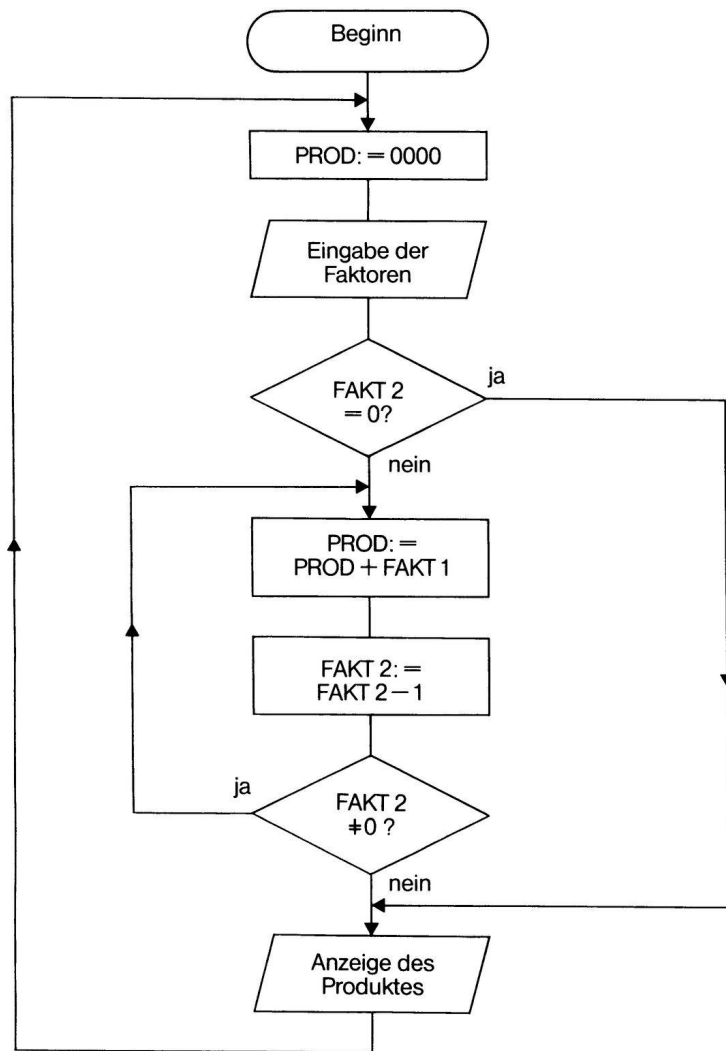 Beginn
PROD: = 0000
Eingabe der
Faktoren
FAKT 2
= 0?
ja
nein
PROD: =
PROD + FAKT 1
FAKT 2: =
FAKT 2 – 1
ja
FAKT 2
≠0 ?
nein
Anzeige des
Produktes